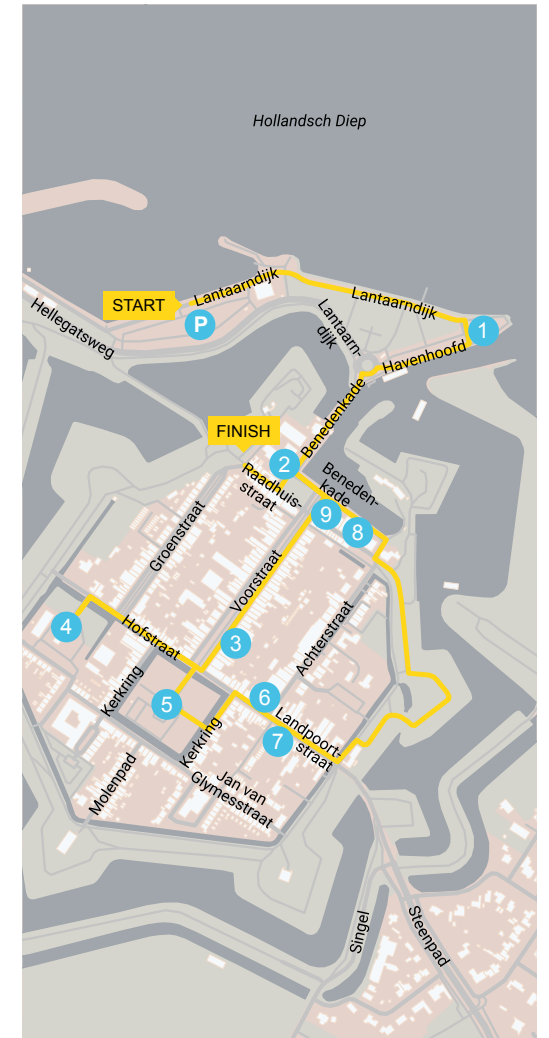 Hollandsch Diep
Lantaarndijk
START
P
Lantaarndijk
1
Hellegatsweg
Lantaarn-
dijk
Havenhoofd
Benedenkade
FINISH
2
Raadhuis-
straat
Beneden-
kade
9
8
Groenstraat
Voorstraat
Achterstraat
4
Hofstraat
3
Kerkring
5
6
Kerkring
7
Landpoort-
straat
Molenpad
Jan van
Glymesstraat
Singel
Steenpad